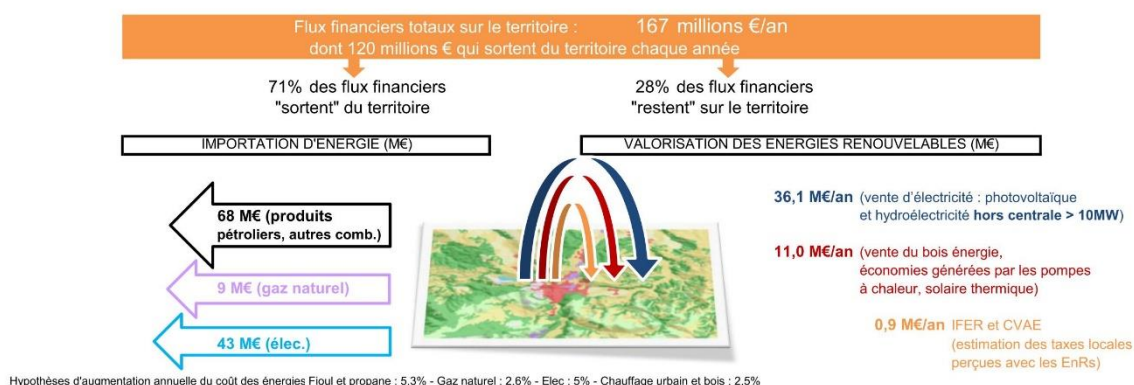 Flux financiers totaux sur le territoire : 167 millions €/an
dont 120 millions € qui sortent du territoire chaque année
71% des flux financiers
"sortent" du territoire
28% des flux financiers
"restent" sur le territoire
IMPORTATION D'ENERGIE (M€)
VALORISATION DES ENERGIES RENOUVELABLES (M€)
68 M€ (produits
pétroliers, autres comb.)
9 M€ (gaz naturel)
43 M€ (élec.)
36,1 M€/an (vente d'électricité : photovoltaïque
et hydroélectricité hors centrale > 10MW)
11,0 M€/an (vente du bois énergie,
économies générées par les pompes
à chaleur, solaire thermique)
0,9 M€/an IFER et CVAE
(estimation des taxes locales
perçues avec les EnRs)
Hypothèses d'augmentation annuelle du coût des énergies Fioul et propane : 5.3% - Gaz naturel : 2.6% - Elec : 5% - Chauffage urbain et bois : 2.5%